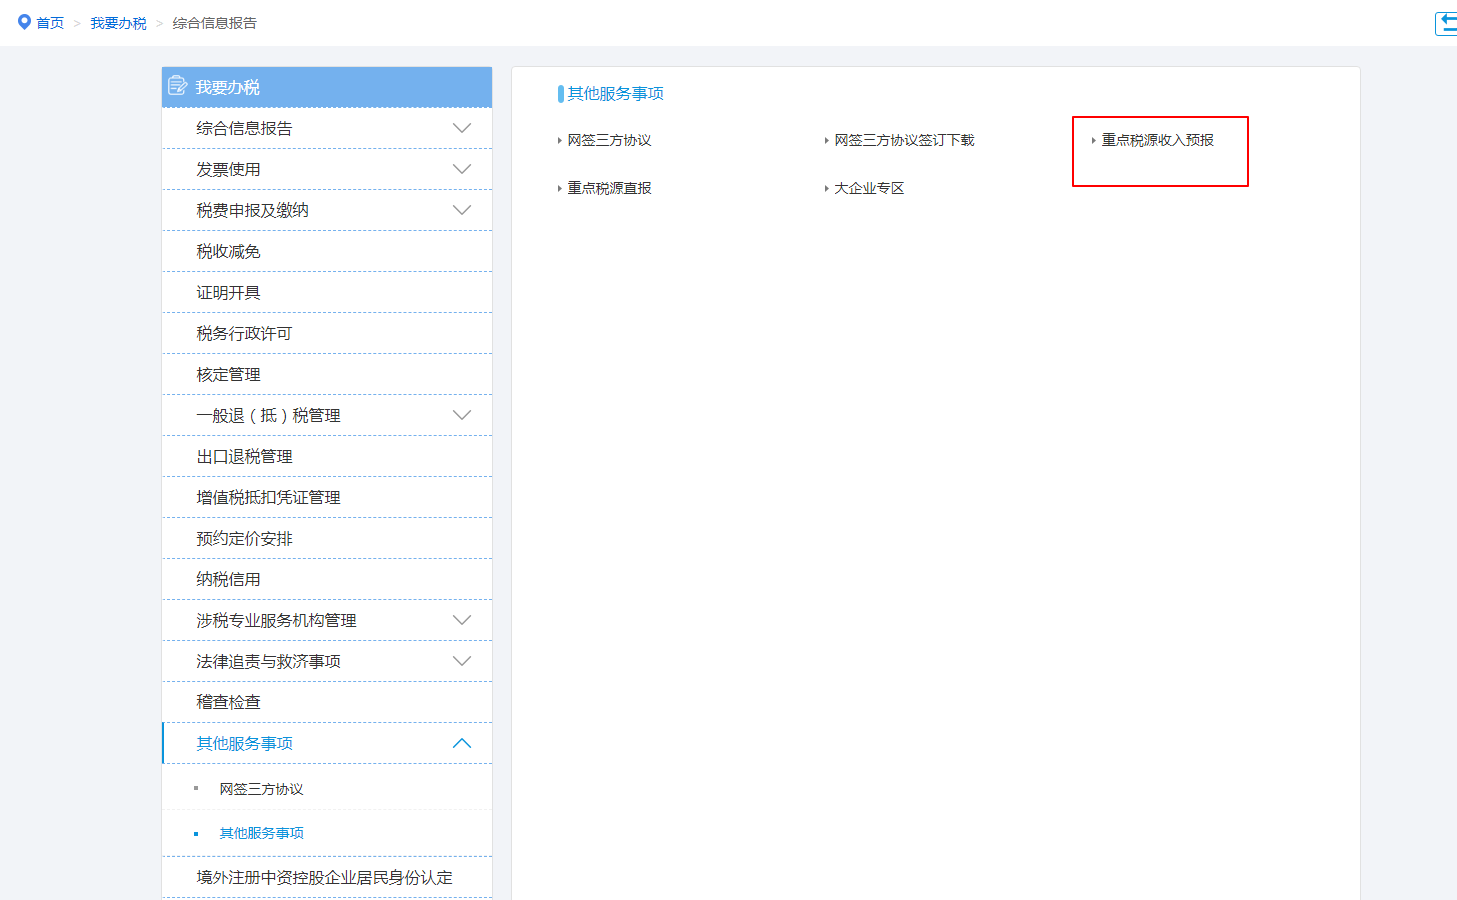 首页 > 我要办税 > 综合信息报告
我要办税
综合信息报告
发票使用
税费申报及缴纳
税收减免
证明开具
税务行政许可
核定管理
一般退（抵）税管理
出口退税管理
增值税抵扣凭证管理
预约定价安排
纳税信用
涉税专业服务机构管理
法律追责与救济事项
稽查检查
其他服务事项
网签三方协议
其他服务事项
境外注册中资控股企业居民身份认定
其他服务事项
网签三方协议
网签三方协议签订下载
重点税源收入预报
重点税源直报
大企业专区